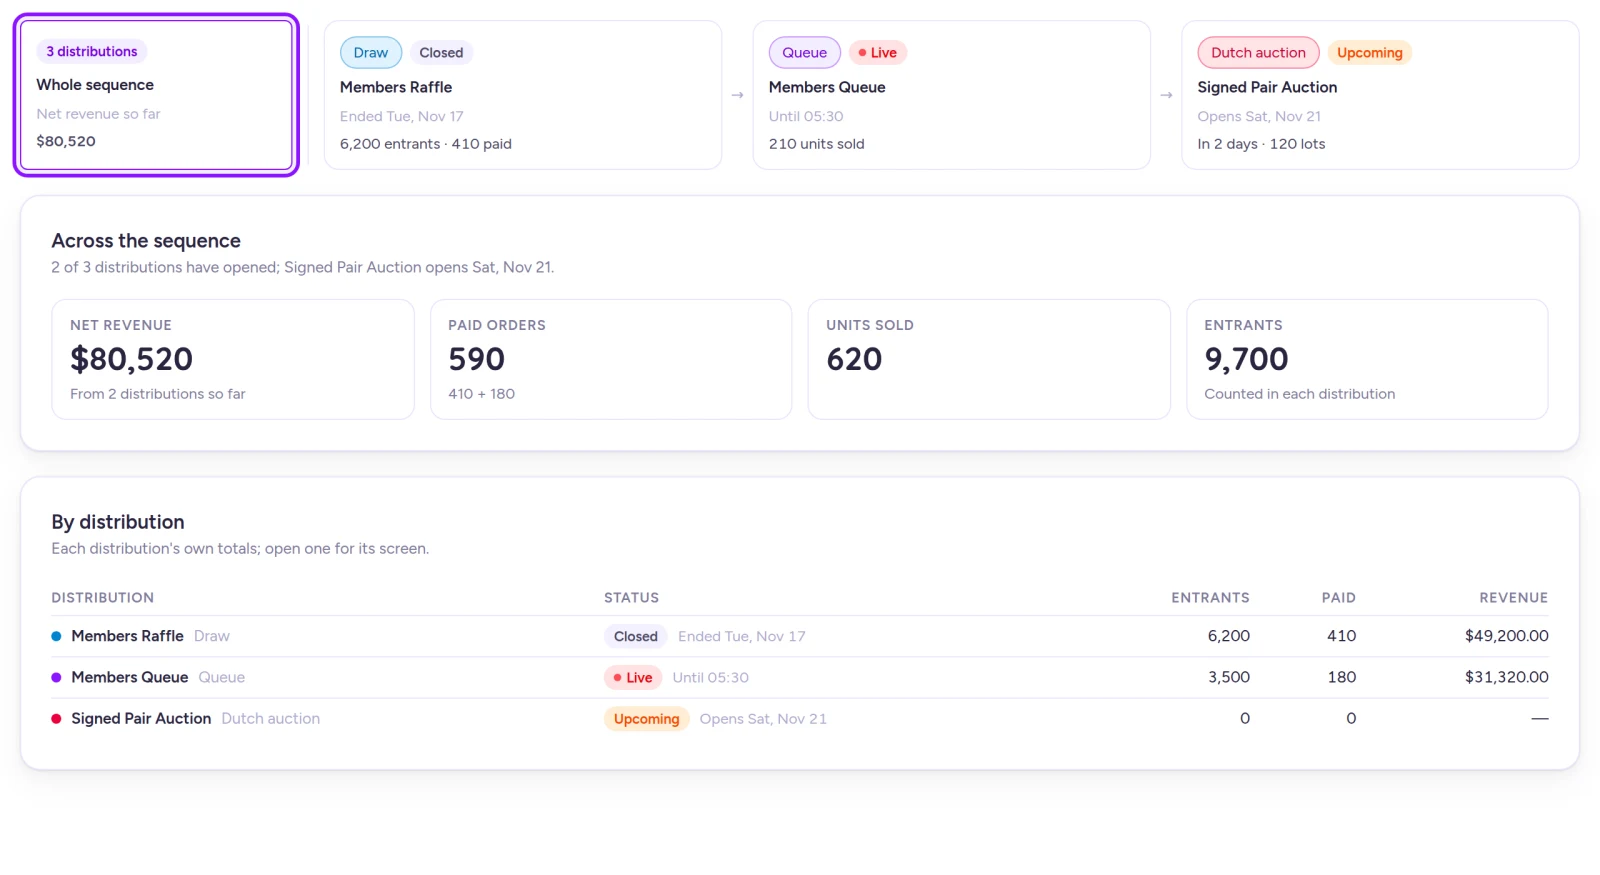 3 distributions
Whole sequence
Net revenue so far
$80,520
Draw Closed
Members Raffle
Ended Tue, Nov 17
6,200 entrants · 410 paid
→
Queue Live
Members Queue
Until 05:30
210 units sold
→
Dutch auction Upcoming
Signed Pair Auction
Opens Sat, Nov 21
In 2 days · 120 lots
Across the sequence
2 of 3 distributions have opened; Signed Pair Auction opens Sat, Nov 21.
NET REVENUE
$80,520
From 2 distributions so far
PAID ORDERS
590
410 + 180
UNITS SOLD
620
ENTRANTS
9,700
Counted in each distribution
By distribution
Each distribution's own totals; open one for its screen.
DISTRIBUTION STATUS ENTRANTS PAID REVENUE
Members Raffle Draw Closed Ended Tue, Nov 17 6,200 410 $49,200.00
Members Queue Queue Live Until 05:30 3,500 180 $31,320.00
Signed Pair Auction Dutch auction Upcoming Opens Sat, Nov 21 0 0 —